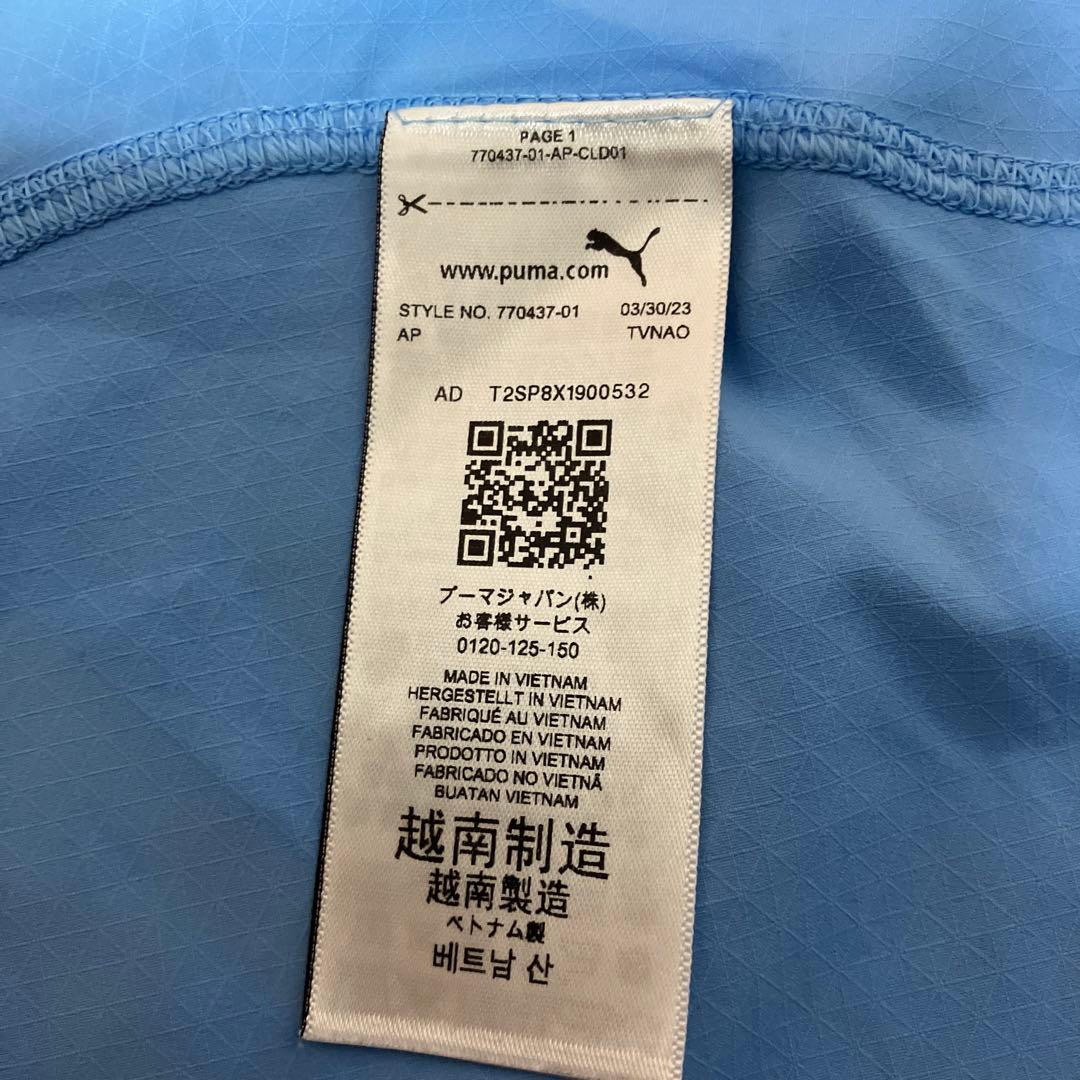 PAGE 1
770437-01-AP-CLD01
www.puma.com
STYLE NO. 770437-01 03/30/23
AP TVNAO
AD T2SP8X1900532
プーマジャパン(株)
お客様サービス
0120-125-150
MADE IN VIETNAM
HERGESTELLT IN VIETNAM
FABRIQUÉ AU VIETNAM
FABRICADO EN VIETNAM
PRODOTTO IN VIETNAM
FABRICADO NO VIETNÃ
BUATAN VIETNAM
越南制造
越南製造
ベトナム製
베트남 산